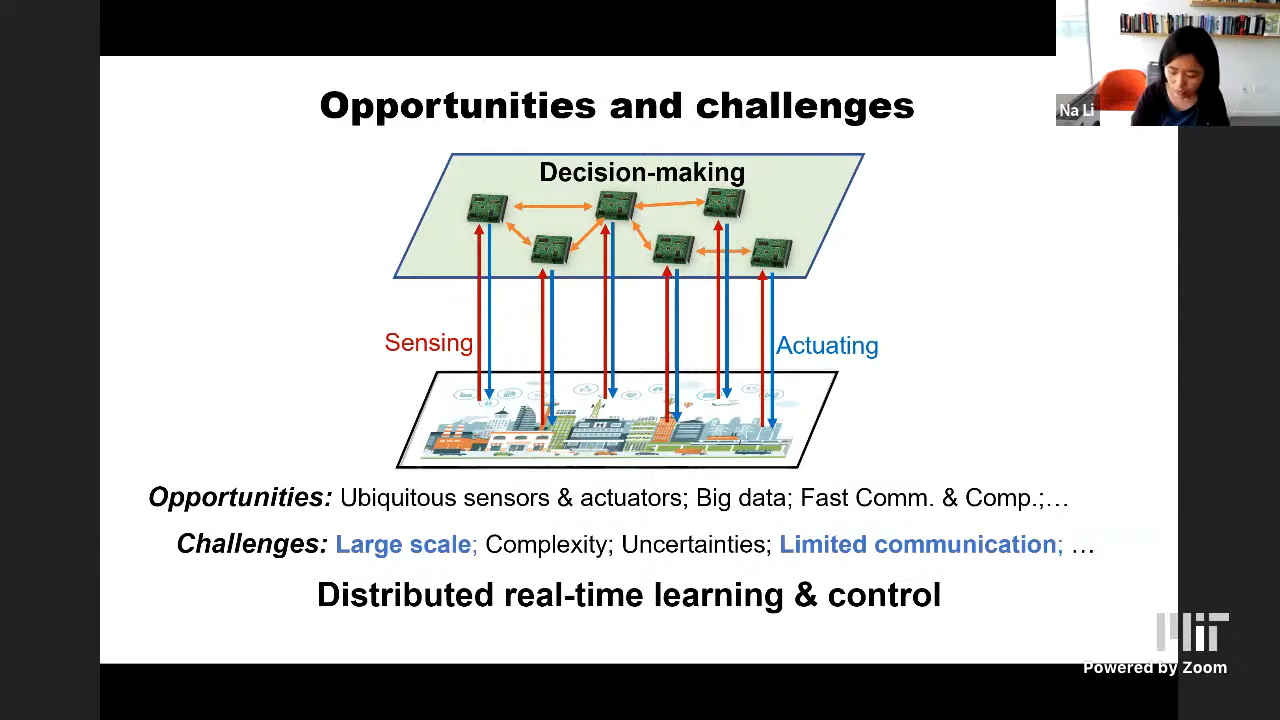 Opportunities and challenges
Na Li
Decision-making
Sensing
Actuating
Opportunities: Ubiquitous sensors & actuators; Big data; Fast Comm. & Comp.;…
Challenges: Large scale; Complexity; Uncertainties; Limited communication; …
Distributed real-time learning & control
MIT
Powered by Zoom